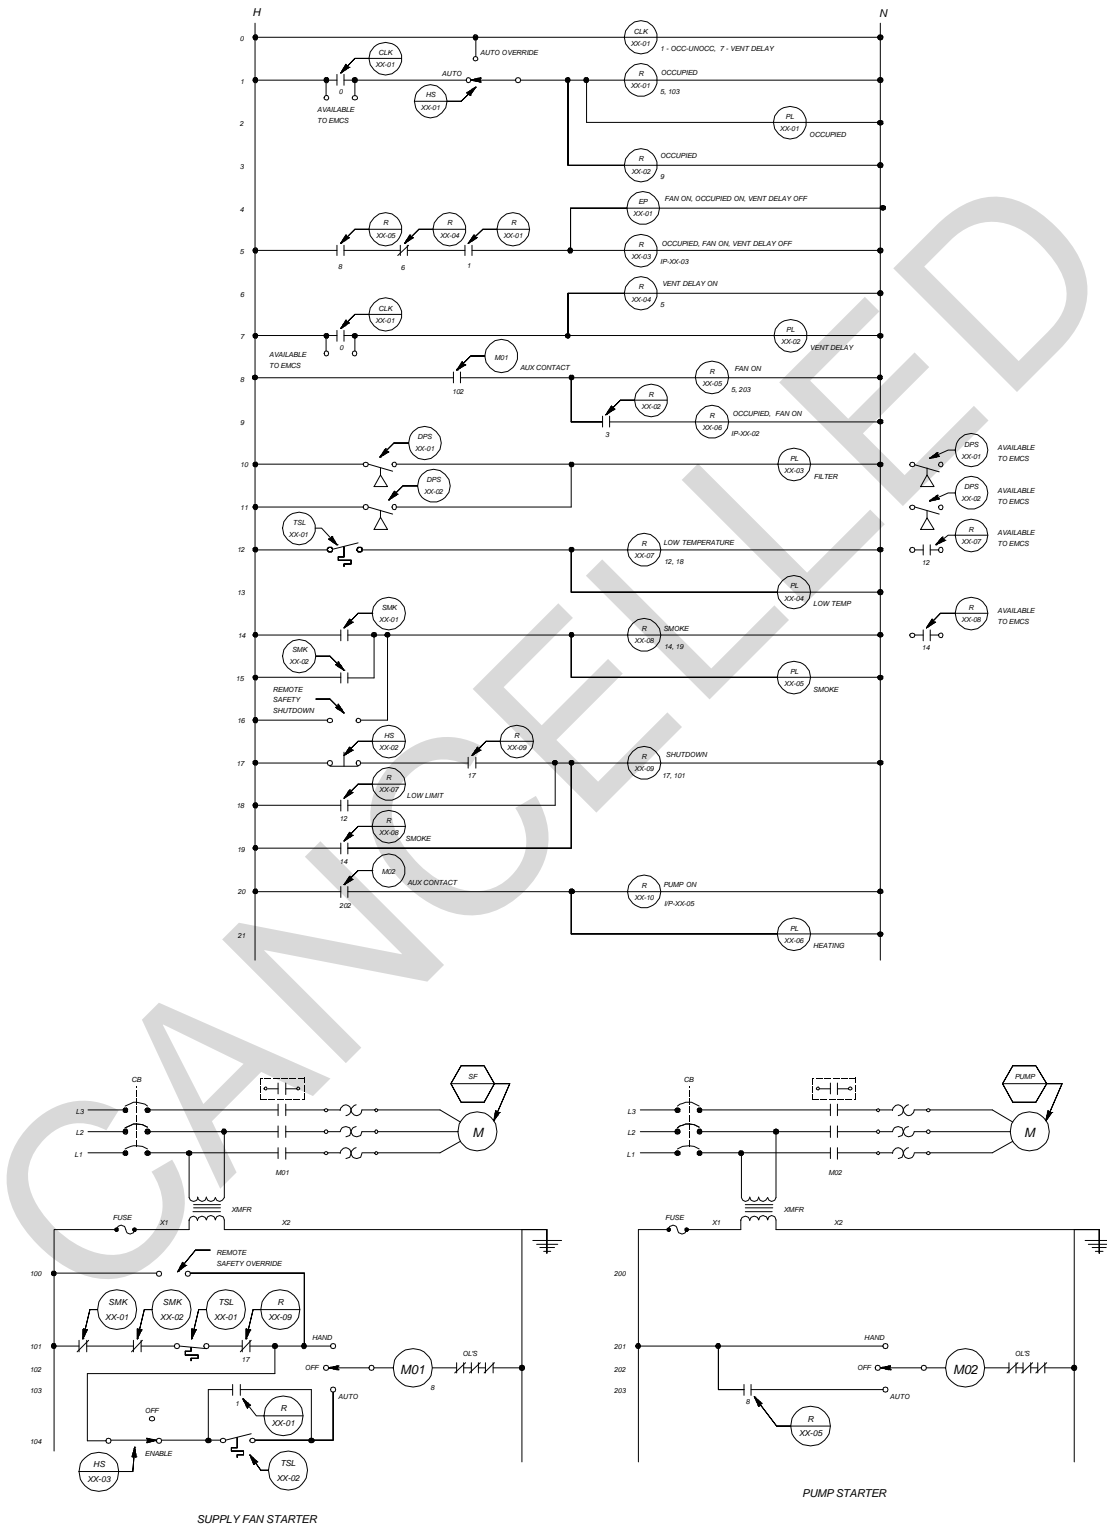 H N
0 CLK XX-01 1 - OCC-UNOCC, 7 - VENT DELAY
AUTO OVERRIDE
CLK XX-01
1 0 AUTO R XX-01 OCCUPIED
5, 103
HS XX-01
AVAILABLE
TO EMCS
2 PL XX-01 OCCUPIED
3 R XX-02 OCCUPIED
9
4 EP XX-01 FAN ON, OCCUPIED ON, VENT DELAY OFF
R XX-05 R XX-04 R XX-01
5 8 6 1 R XX-03 OCCUPIED, FAN ON, VENT DELAY OFF
IP-XX-03
6 R XX-04 VENT DELAY ON
5
CLK XX-01
7 0 PL XX-02 VENT DELAY
AVAILABLE
TO EMCS
M01 AUX CONTACT
8 102 R XX-05 FAN ON
5, 203
R XX-02
9 3 R XX-06 OCCUPIED, FAN ON
IP-XX-02
DPS XX-01
10 PL XX-03 FILTER
DPS XX-01 AVAILABLE
TO EMCS
DPS XX-02
11
DPS XX-02 AVAILABLE
TO EMCS
TSL XX-01
12 R XX-07 LOW TEMPERATURE
12, 18
R XX-07 AVAILABLE
TO EMCS
12
13 PL XX-04 LOW TEMP
SMK XX-01
14 R XX-08 SMOKE
14, 19
R XX-08 AVAILABLE
TO EMCS
14
SMK XX-02
15 PL XX-05 SMOKE
REMOTE
SAFETY
SHUTDOWN
16
HS XX-02 R XX-09
17 17 R XX-09 SHUTDOWN
17, 101
R XX-07 LOW LIMIT
18 12
R XX-08 SMOKE
19 14
M02 AUX CONTACT
20 202 R XX-10 PUMP ON
I/P-XX-05
21 PL XX-06 HEATING
CANCELLED
CB SF
L3
L2 M
L1
M01
XMFR
FUSE X1 X2
REMOTE
SAFETY OVERRIDE
100
SMK XX-01 SMK XX-02 TSL XX-01 R XX-09
101 17 HAND
102 OFF M01 8 OL'S
103 1 AUTO
R XX-01
OFF
104 ENABLE
HS XX-03 TSL XX-02
SUPPLY FAN STARTER
CB PUMP
L3
L2 M
L1
M02
XMFR
FUSE X1 X2
200
201 HAND
202 OFF M02 OL'S
203 8 AUTO
R XX-05
PUMP STARTER